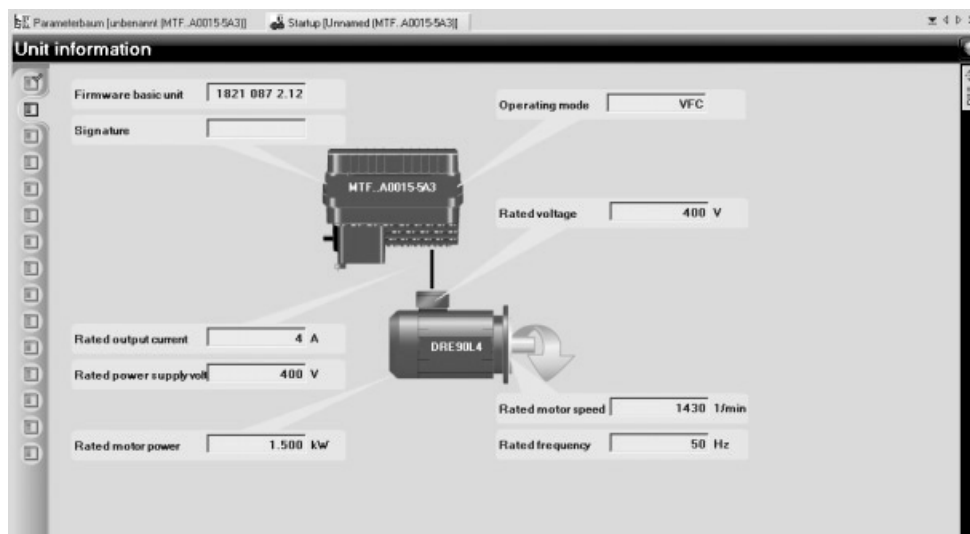 Parameterbaum [unbenannt (MTF..A0015-5A3)] Startup [Unnamed (MTF..A0015-5A3)]
Unit information
Firmware basic unit 1821 087 2.12
Operating mode VFC
Signature
MTF..A0015-5A3
Rated voltage 400 V
Rated output current 4 A
DRE90L4
Rated power supply volt 400 V
Rated motor speed 1430 1/min
Rated motor power 1.500 kW
Rated frequency 50 Hz